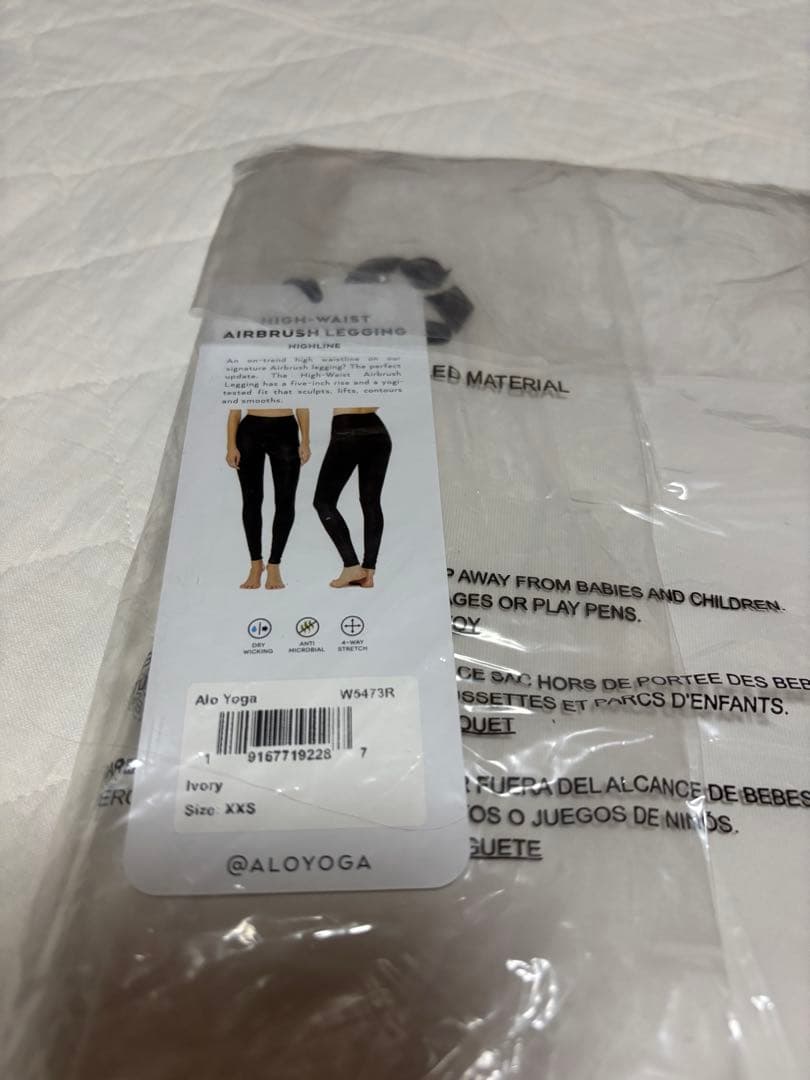 HIGH-WAIST
AIRBRUSH LEGGING
HIGHLINE
An on-trend high waistline on our
signature Airbrush legging? The perfect
update. The High-Waist Airbrush
Legging has a five-inch rise and a yogi-
tested fit that sculpts, lifts, contours
and smooths.
DRY
WICKING
ANTI
MICROBIAL
4-WAY
STRETCH
Alo Yoga W5473R
1 9167719228 7
Ivory
Size: XXS
@ALOYOGA
LED MATERIAL
P AWAY FROM BABIES AND CHILDREN.
AGES OR PLAY PENS.
OY
CE SAC HORS DE PORTEE DES BEB
USSETTES ET PARCS D'ENFANTS.
QUET
R FUERA DEL ALCANCE DE BEBES
TOS O JUEGOS DE NIÑOS.
GUETE